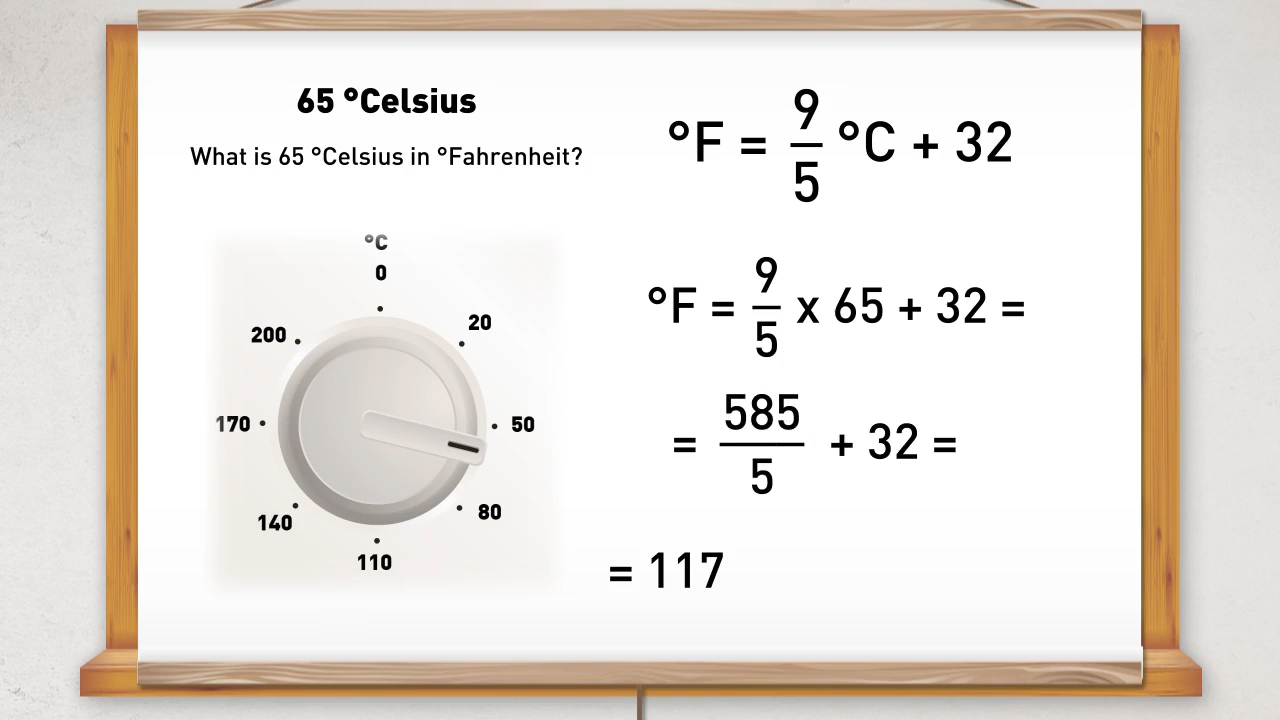 65 °Celsius
What is 65 °Celsius in °Fahrenheit?
°C
0
20
50
80
110
140
170
200
°F = 9/5 °C + 32
°F = 9/5 x 65 + 32 =
= 585/5 + 32 =
= 117